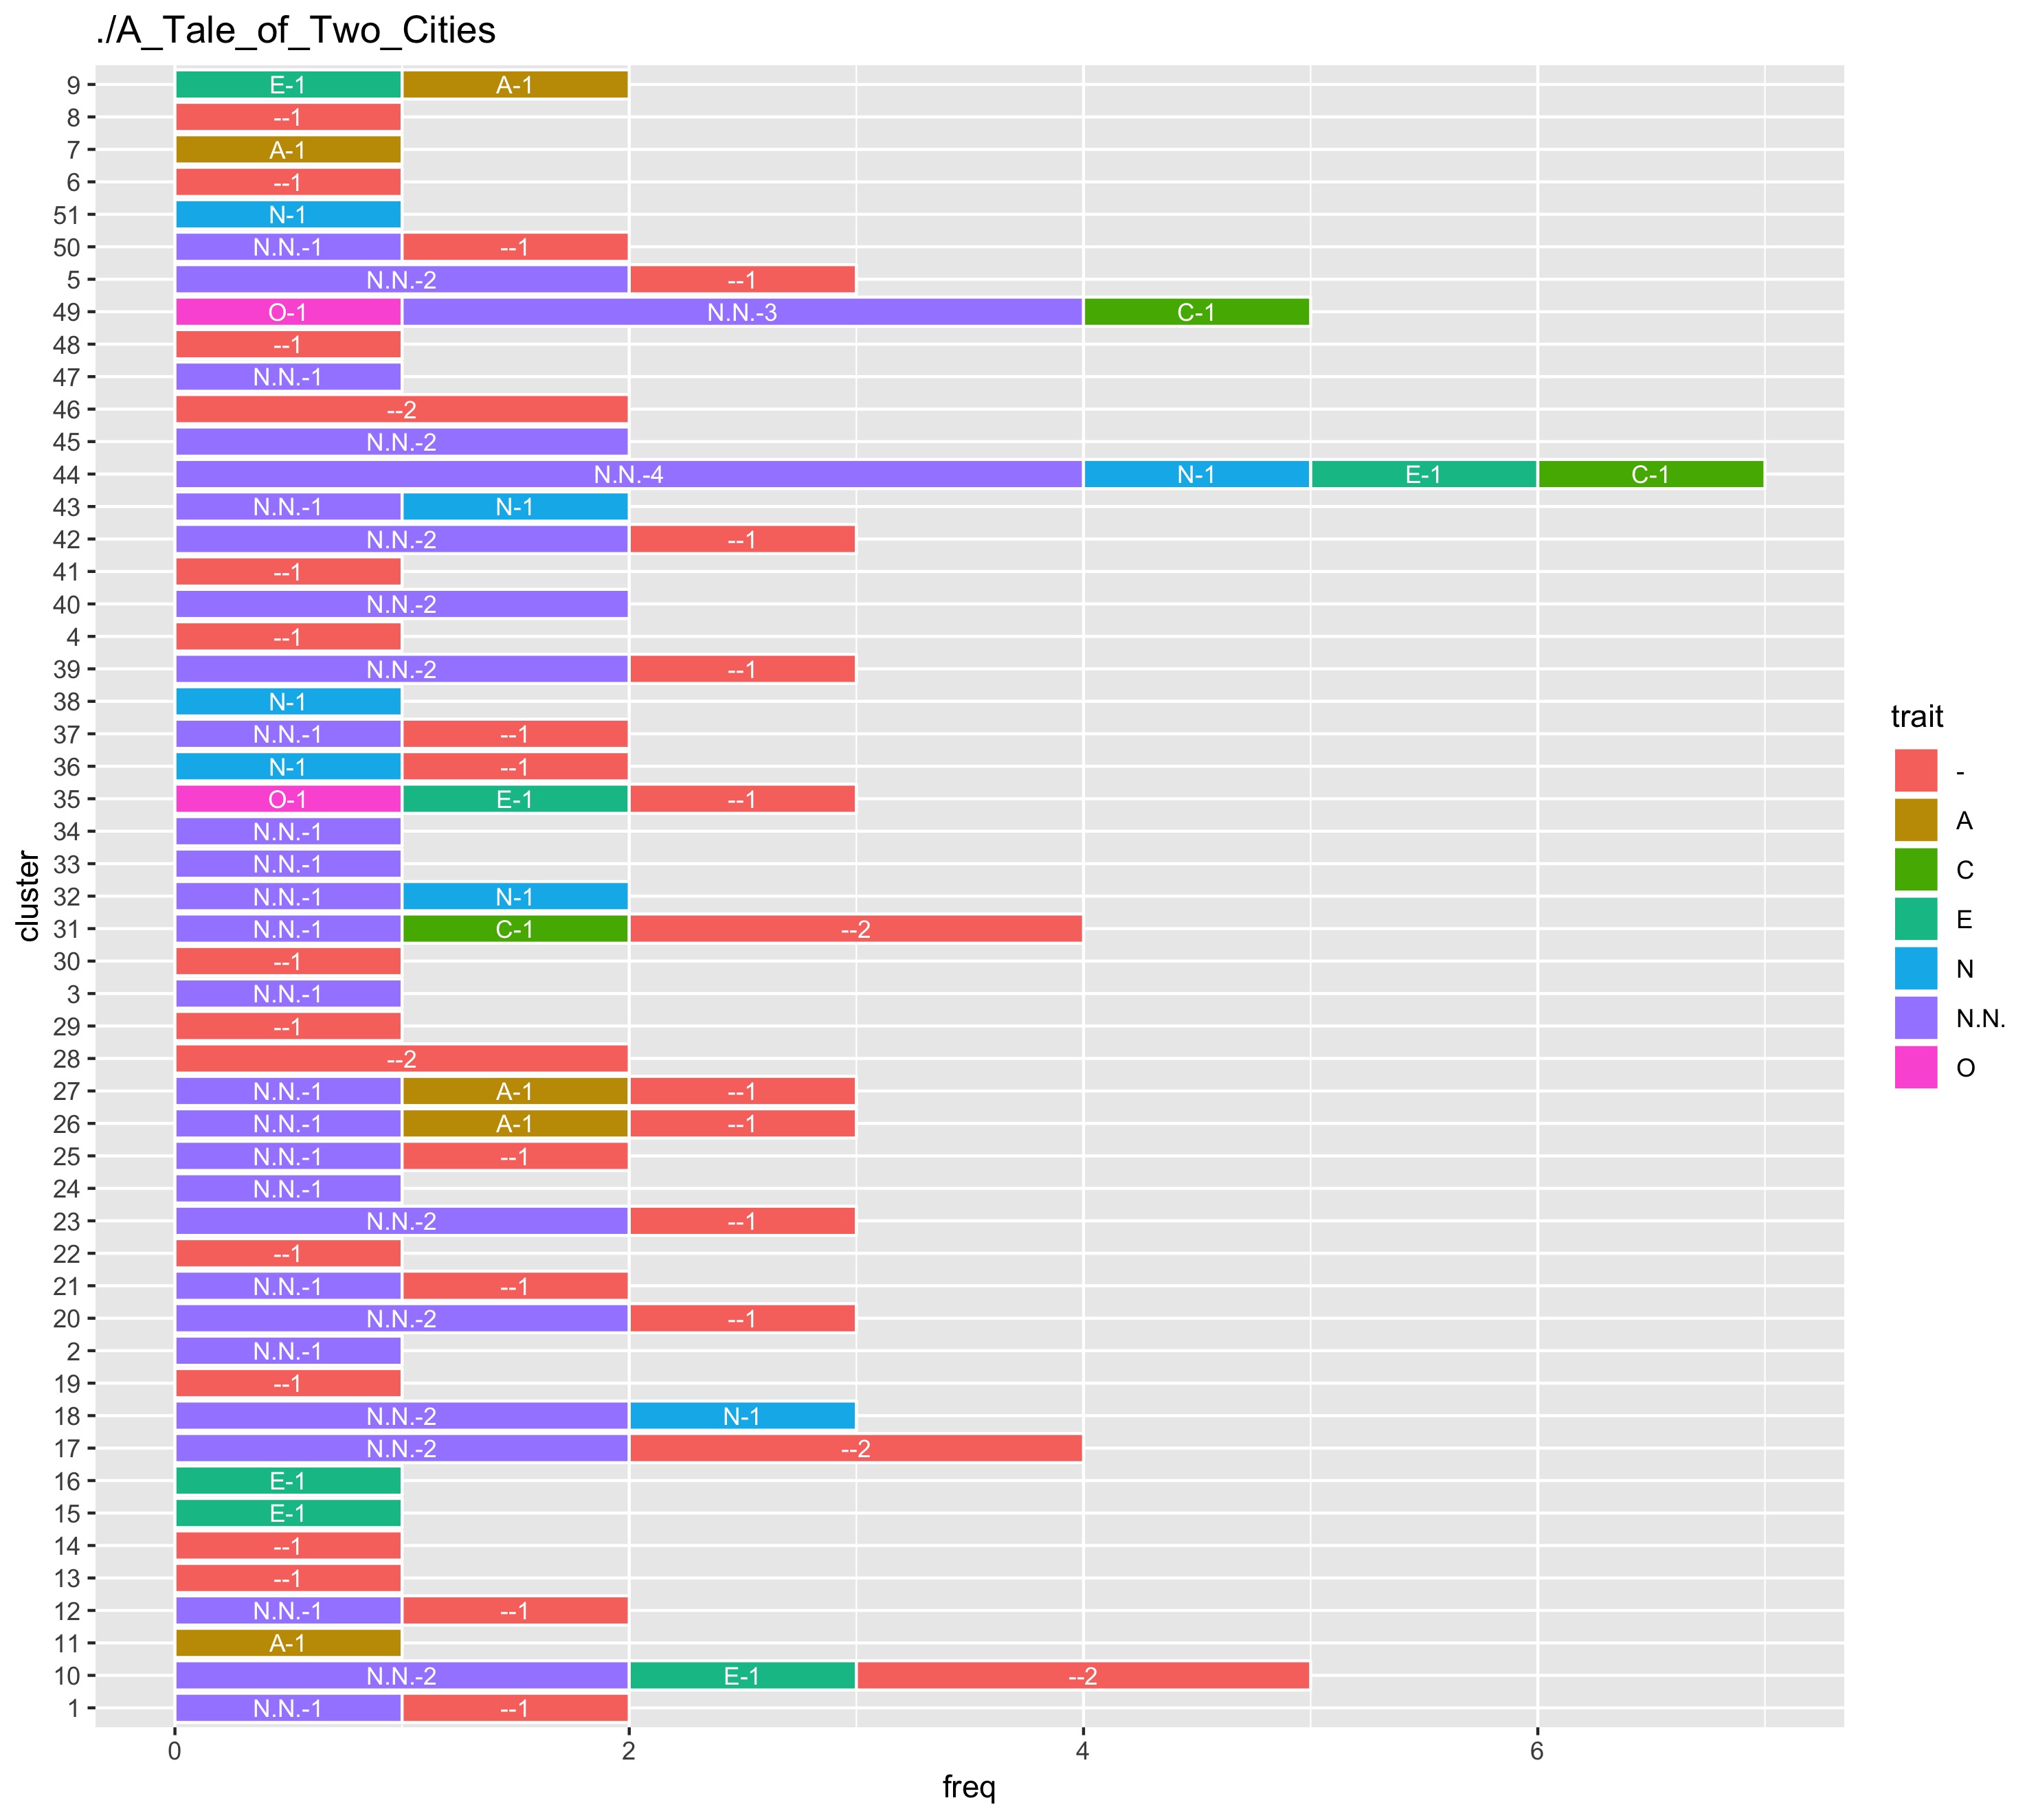 ./A_Tale_of_Two_Cities
9 E-1 A-1
8 --1
7 A-1
6 --1
51 N-1
50 N.N.-1 --1
5 N.N.-2 --1
49 O-1 N.N.-3 C-1
48 --1
47 N.N.-1
46 --2
45 N.N.-2
44 N.N.-4 N-1 E-1 C-1
43 N.N.-1 N-1
42 N.N.-2 --1
41 --1
40 N.N.-2
4 --1
39 N.N.-2 --1
38 N-1
37 N.N.-1 --1
36 N-1 --1
35 O-1 E-1 --1
34 N.N.-1
33 N.N.-1
32 N.N.-1 N-1
31 N.N.-1 C-1 --2
30 --1
3 N.N.-1
29 --1
28 --2
27 N.N.-1 A-1 --1
26 N.N.-1 A-1 --1
25 N.N.-1 --1
24 N.N.-1
23 N.N.-2 --1
22 --1
21 N.N.-1 --1
20 N.N.-2 --1
2 N.N.-1
19 --1
18 N.N.-2 N-1
17 N.N.-2 --2
16 E-1
15 E-1
14 --1
13 --1
12 N.N.-1 --1
11 A-1
10 N.N.-2 E-1 --2
1 N.N.-1 --1
0 2 4 6
freq
cluster
trait
-
A
C
E
N
N.N.
O